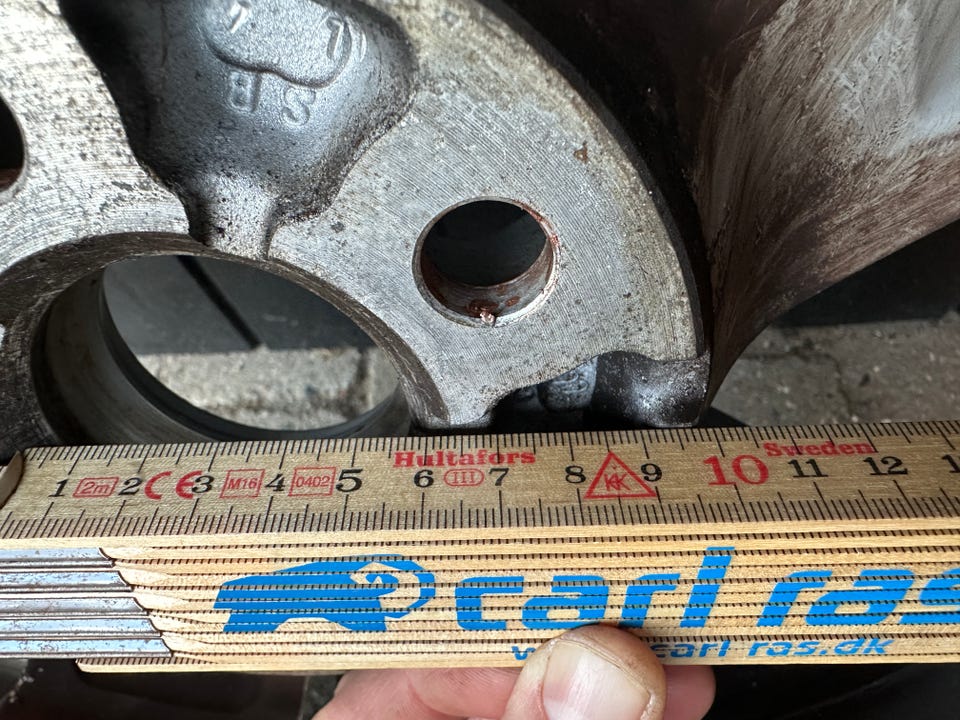 S B
Hultafors Sweden
1 2m 2 CE 3 M16 4 0402 5 6 III 7 8 KK 9 10 11 12
carl ras
carl ras.dk